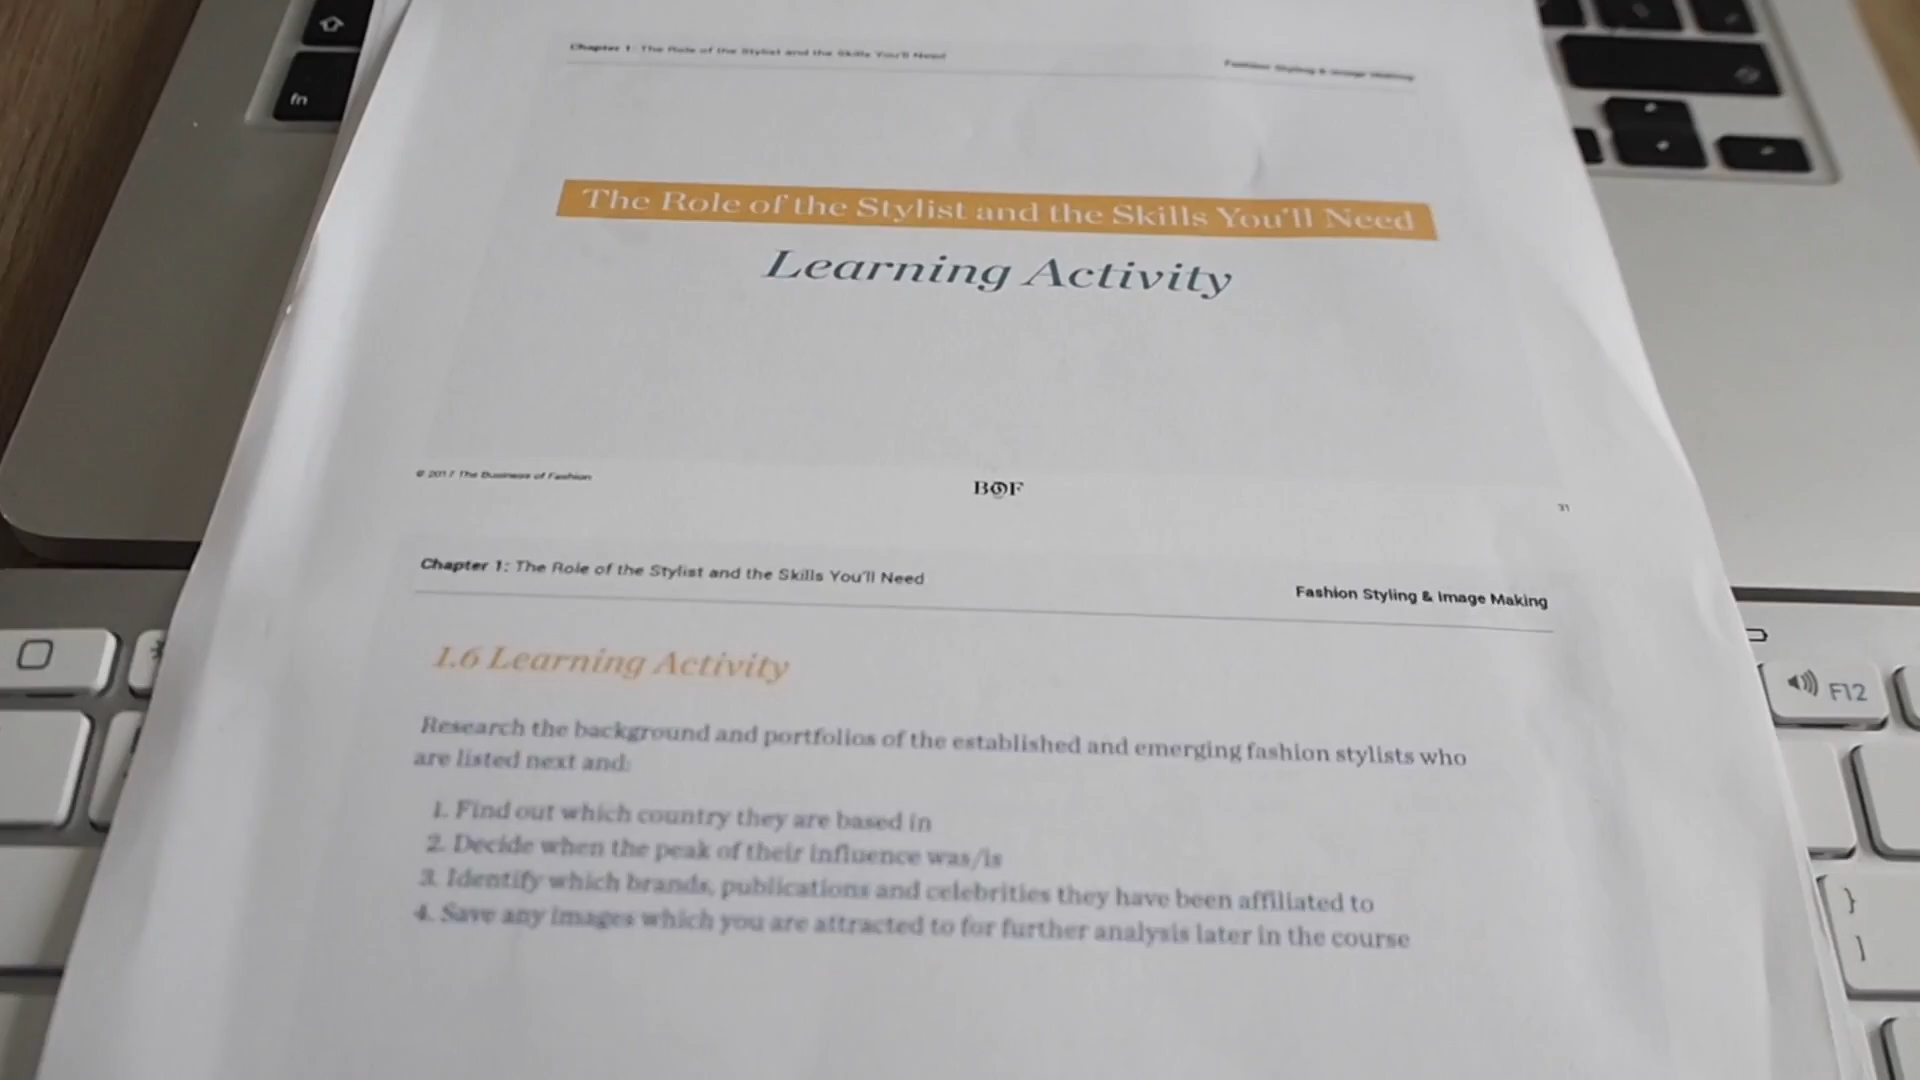 fn
Chapter 1: The Role of the Stylist and the Skills You'll Need
Fashion Styling & Image Making
The Role of the Stylist and the Skills You'll Need
Learning Activity
© 2017 The Business of Fashion
BOF
31
Chapter 1: The Role of the Stylist and the Skills You'll Need
Fashion Styling & Image Making
1.6 Learning Activity
Research the background and portfolios of the established and emerging fashion stylists who
are listed next and:
1. Find out which country they are based in
2. Decide when the peak of their influence was/is
3. Identify which brands, publications and celebrities they have been affiliated to
4. Save any images which you are attracted to for further analysis later in the course
F12
}
]